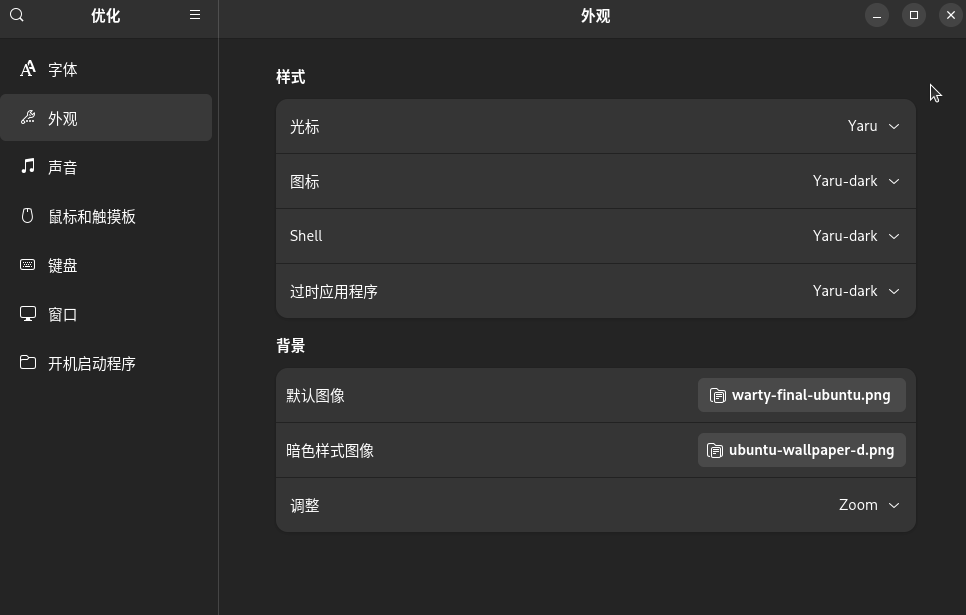 优化
外观
字体
外观
声音
鼠标和触摸板
键盘
窗口
开机启动程序
样式
光标 Yaru
图标 Yaru-dark
Shell Yaru-dark
过时应用程序 Yaru-dark
背景
默认图像 warty-final-ubuntu.png
暗色样式图像 ubuntu-wallpaper-d.png
调整 Zoom